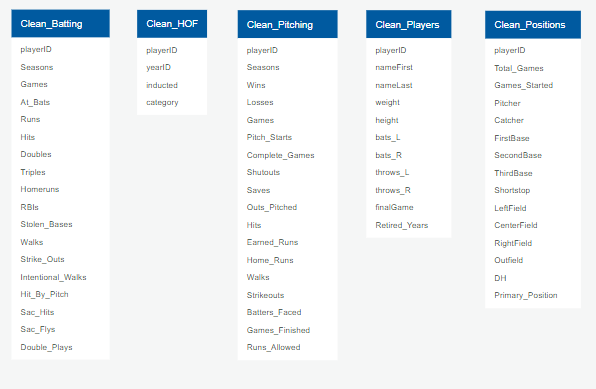 Clean_Batting
playerID
Seasons
Games
At_Bats
Runs
Hits
Doubles
Triples
Homeruns
RBIs
Stolen_Bases
Walks
Strike_Outs
Intentional_Walks
Hit_By_Pitch
Sac_Hits
Sac_Flys
Double_Plays
Clean_HOF
playerID
yearID
inducted
category
Clean_Pitching
playerID
Seasons
Wins
Losses
Games
Pitch_Starts
Complete_Games
Shutouts
Saves
Outs_Pitched
Hits
Earned_Runs
Home_Runs
Walks
Strikeouts
Batters_Faced
Games_Finished
Runs_Allowed
Clean_Players
playerID
nameFirst
nameLast
weight
height
bats_L
bats_R
throws_L
throws_R
finalGame
Retired_Years
Clean_Positions
playerID
Total_Games
Games_Started
Pitcher
Catcher
FirstBase
SecondBase
ThirdBase
Shortstop
LeftField
CenterField
RightField
Outfield
DH
Primary_Position